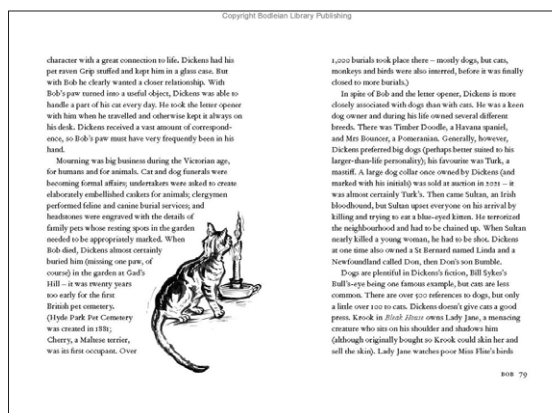 Copyright Bodleian Library Publishing
character with a great connection to life. Dickens had his
pet raven Grip stuffed and kept him in a glass case. But
with Bob he clearly wanted a closer relationship. With
Bob's paw turned into a useful object, Dickens was able to
handle a part of his cat every day. He took the letter opener
with him when he travelled and otherwise kept it always on
his desk. Dickens received a vast amount of correspond-
ence, so Bob's paw must have very frequently been in his
hand.
Mourning was big business during the Victorian age,
for humans and for animals. Cat and dog funerals were
becoming formal affairs; undertakers were asked to create
elaborately embellished caskets for animals; clergymen
performed feline and canine burial services; and
headstones were engraved with the details of
family pets whose resting spots in the garden
needed to be appropriately marked. When
Bob died, Dickens almost certainly
buried him (missing one paw, of
course) in the garden at Gad's
Hill – it was twenty years
too early for the first
British pet cemetery.
(Hyde Park Pet Cemetery
was created in 1881;
Cherry, a Maltese terrier,
was its first occupant. Over
1,000 burials took place there – mostly dogs, but cats,
monkeys and birds were also interred, before it was finally
closed to more burials.)
In spite of Bob and the letter opener, Dickens is more
closely associated with dogs than with cats. He was a keen
dog owner and during his life owned several different
breeds. There was Timber Doodle, a Havana spaniel,
and Mrs Bouncer, a Pomeranian. Generally, however,
Dickens preferred big dogs (perhaps better suited to his
larger-than-life personality); his favourite was Turk, a
mastiff. A large dog collar once owned by Dickens (and
marked with his initials) was sold at auction in 2021 – it
was almost certainly Turk's. Then came Sultan, an Irish
bloodhound, but Sultan upset everyone on his arrival by
killing and trying to eat a blue-eyed kitten. He terrorized
the neighbourhood and had to be chained up. When Sultan
nearly killed a young woman, he had to be shot. Dickens
at one time also owned a St Bernard named Linda and a
Newfoundland called Don, then Don's son Bumble.
Dogs are plentiful in Dickens's fiction, Bill Sykes's
Bull's-eye being one famous example, but cats are less
common. There are over 500 references to dogs, but only
a little over 100 to cats. Dickens doesn't give cats a good
press. Krook in Bleak House owns Lady Jane, a menacing
creature who sits on his shoulder and shadows him
(although originally bought so Krook could skin her and
sell the skin). Lady Jane watches poor Miss Flite's birds
BOB 79